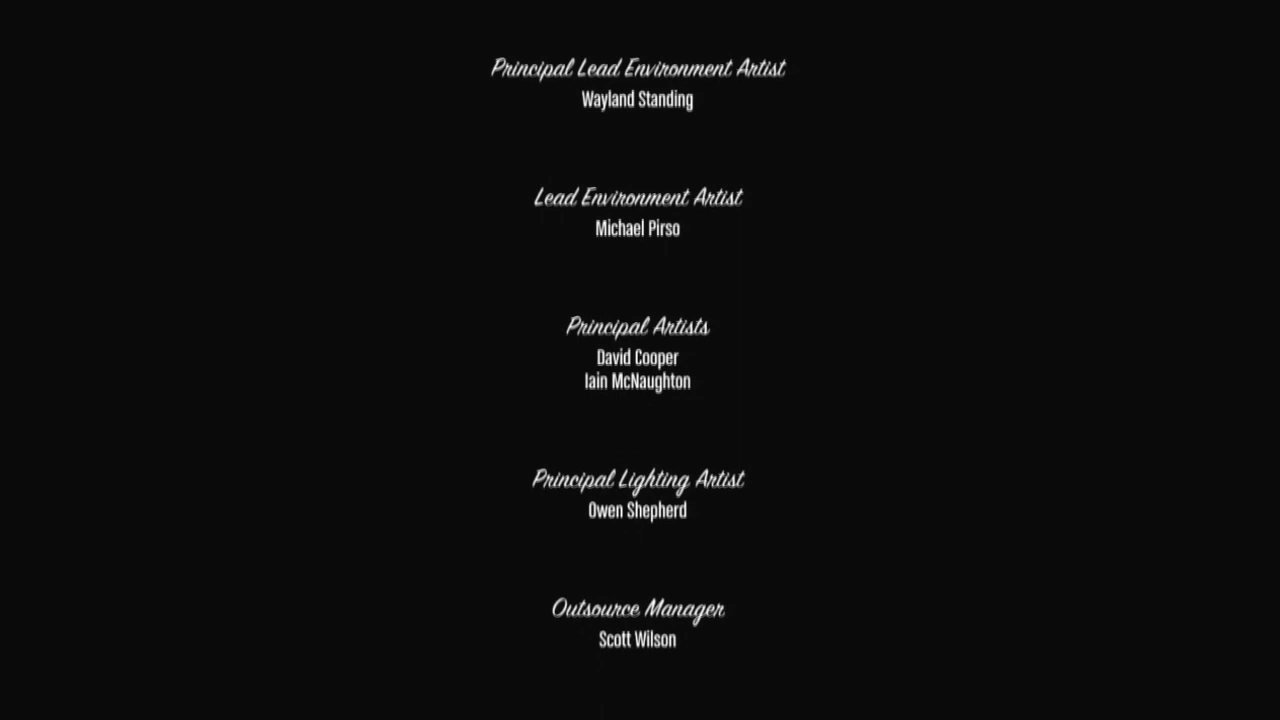 Principal Lead Environment Artist
Wayland Standing
Lead Environment Artist
Michael Pirso
Principal Artists
David Cooper
Iain McNaughton
Principal Lighting Artist
Owen Shepherd
Outsource Manager
Scott Wilson